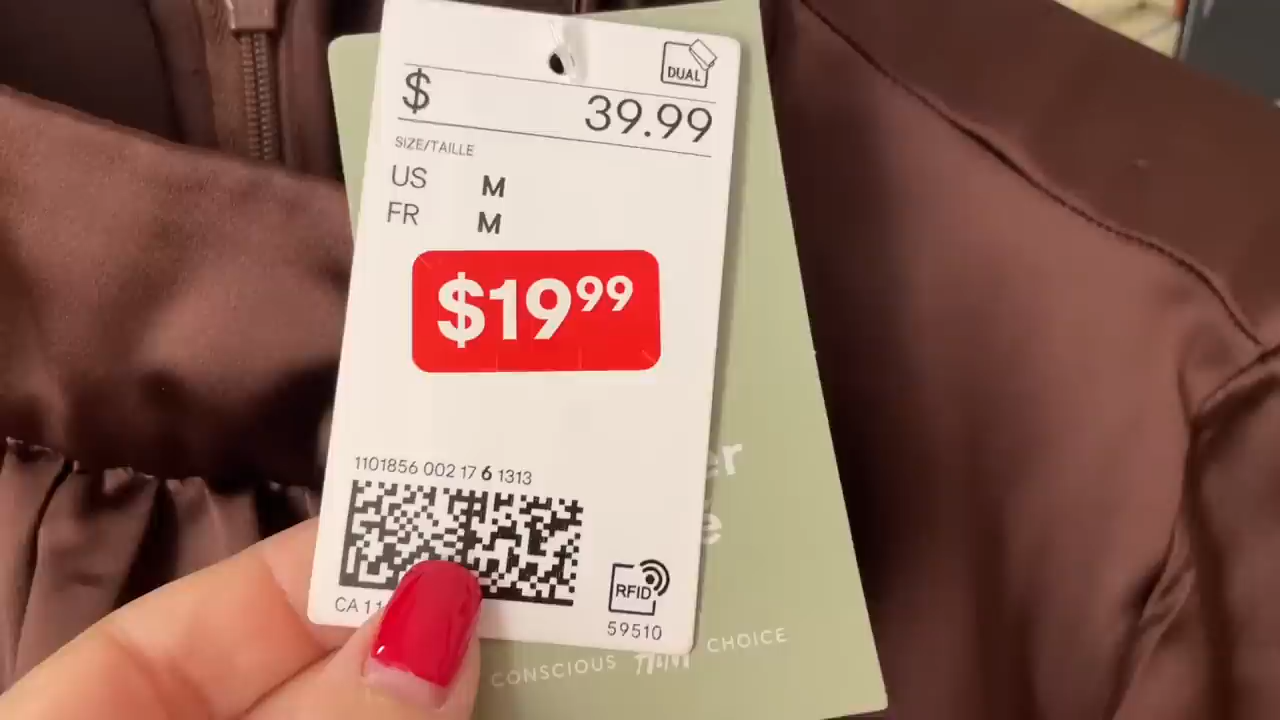 DUAL
$ 39.99
SIZE/TAILLE
US M
FR M
$19.99
1101856 002 17 6 1313
RFID
59510
CONSCIOUS H&M CHOICE